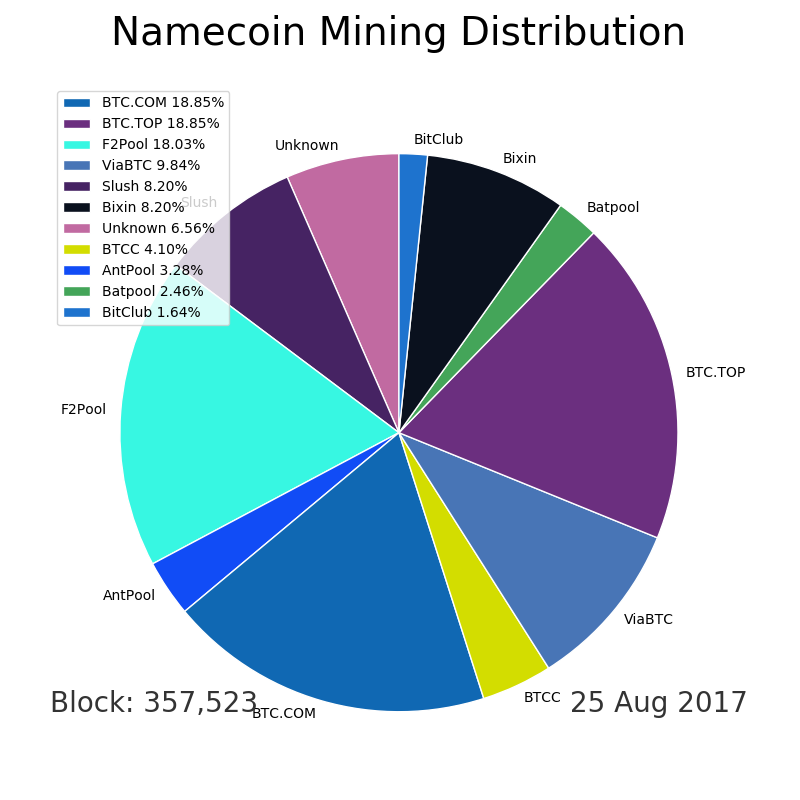 Namecoin Mining Distribution
BTC.COM 18.85%
BTC.TOP 18.85%
F2Pool 18.03%
ViaBTC 9.84%
Slush 8.20%
Bixin 8.20%
Unknown 6.56%
BTCC 4.10%
AntPool 3.28%
Batpool 2.46%
BitClub 1.64%
BitClub
Unknown
Bixin
Slush
Batpool
BTC.TOP
F2Pool
AntPool
ViaBTC
BTCC
BTC.COM
Block: 357,523
25 Aug 2017